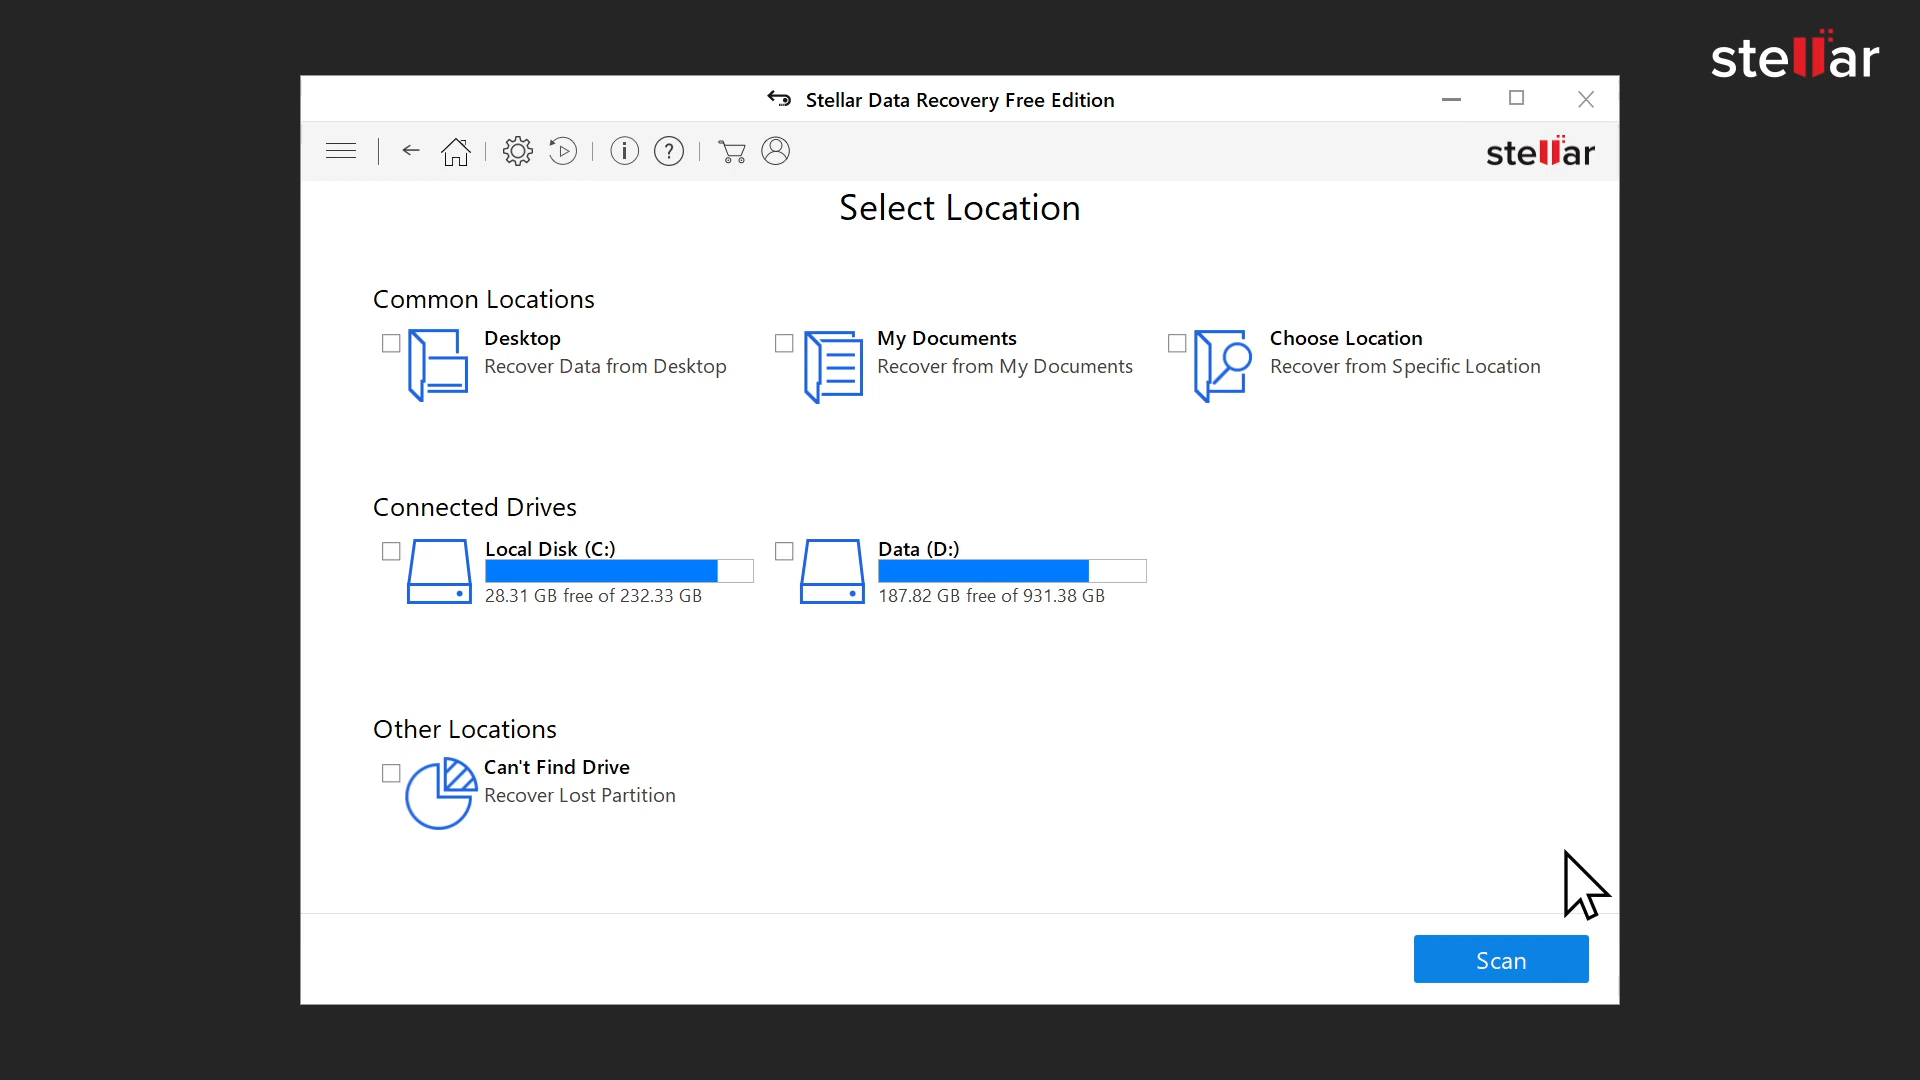 stellar
Stellar Data Recovery Free Edition
stellar
Select Location
Common Locations
Desktop
Recover Data from Desktop
My Documents
Recover from My Documents
Choose Location
Recover from Specific Location
Connected Drives
Local Disk (C:)
28.31 GB free of 232.33 GB
Data (D:)
187.82 GB free of 931.38 GB
Other Locations
Can't Find Drive
Recover Lost Partition
Scan